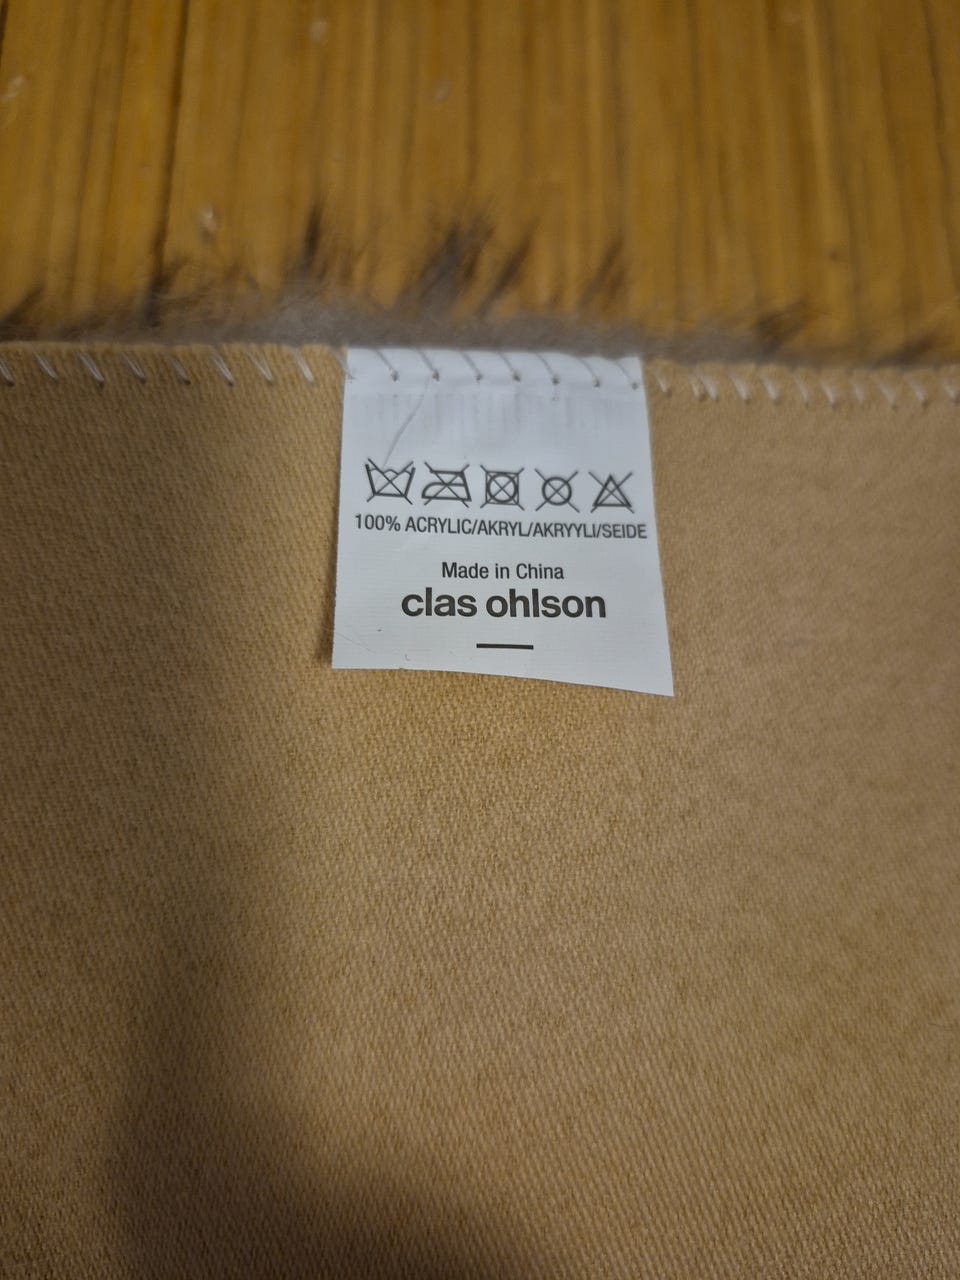 100% ACRYLIC/AKRYL/AKRYYLI/SEIDE
Made in China
clas ohlson